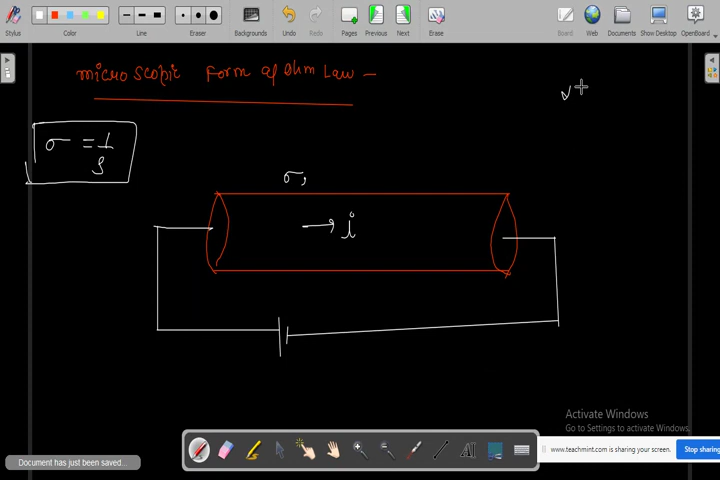 Stylus
Color
Line
Eraser
Backgrounds
Undo
Redo
Pages
Previous
Next
Erase
Board
Web
Documents
Show Desktop
OpenBoard
microscopic Form of Ohm Law –
v
σ = 1/ρ
σ,
→ i
Activate Windows
Go to Settings to activate Windows.
www.teachmint.com is sharing your screen.
Stop sharing
Document has just been saved...